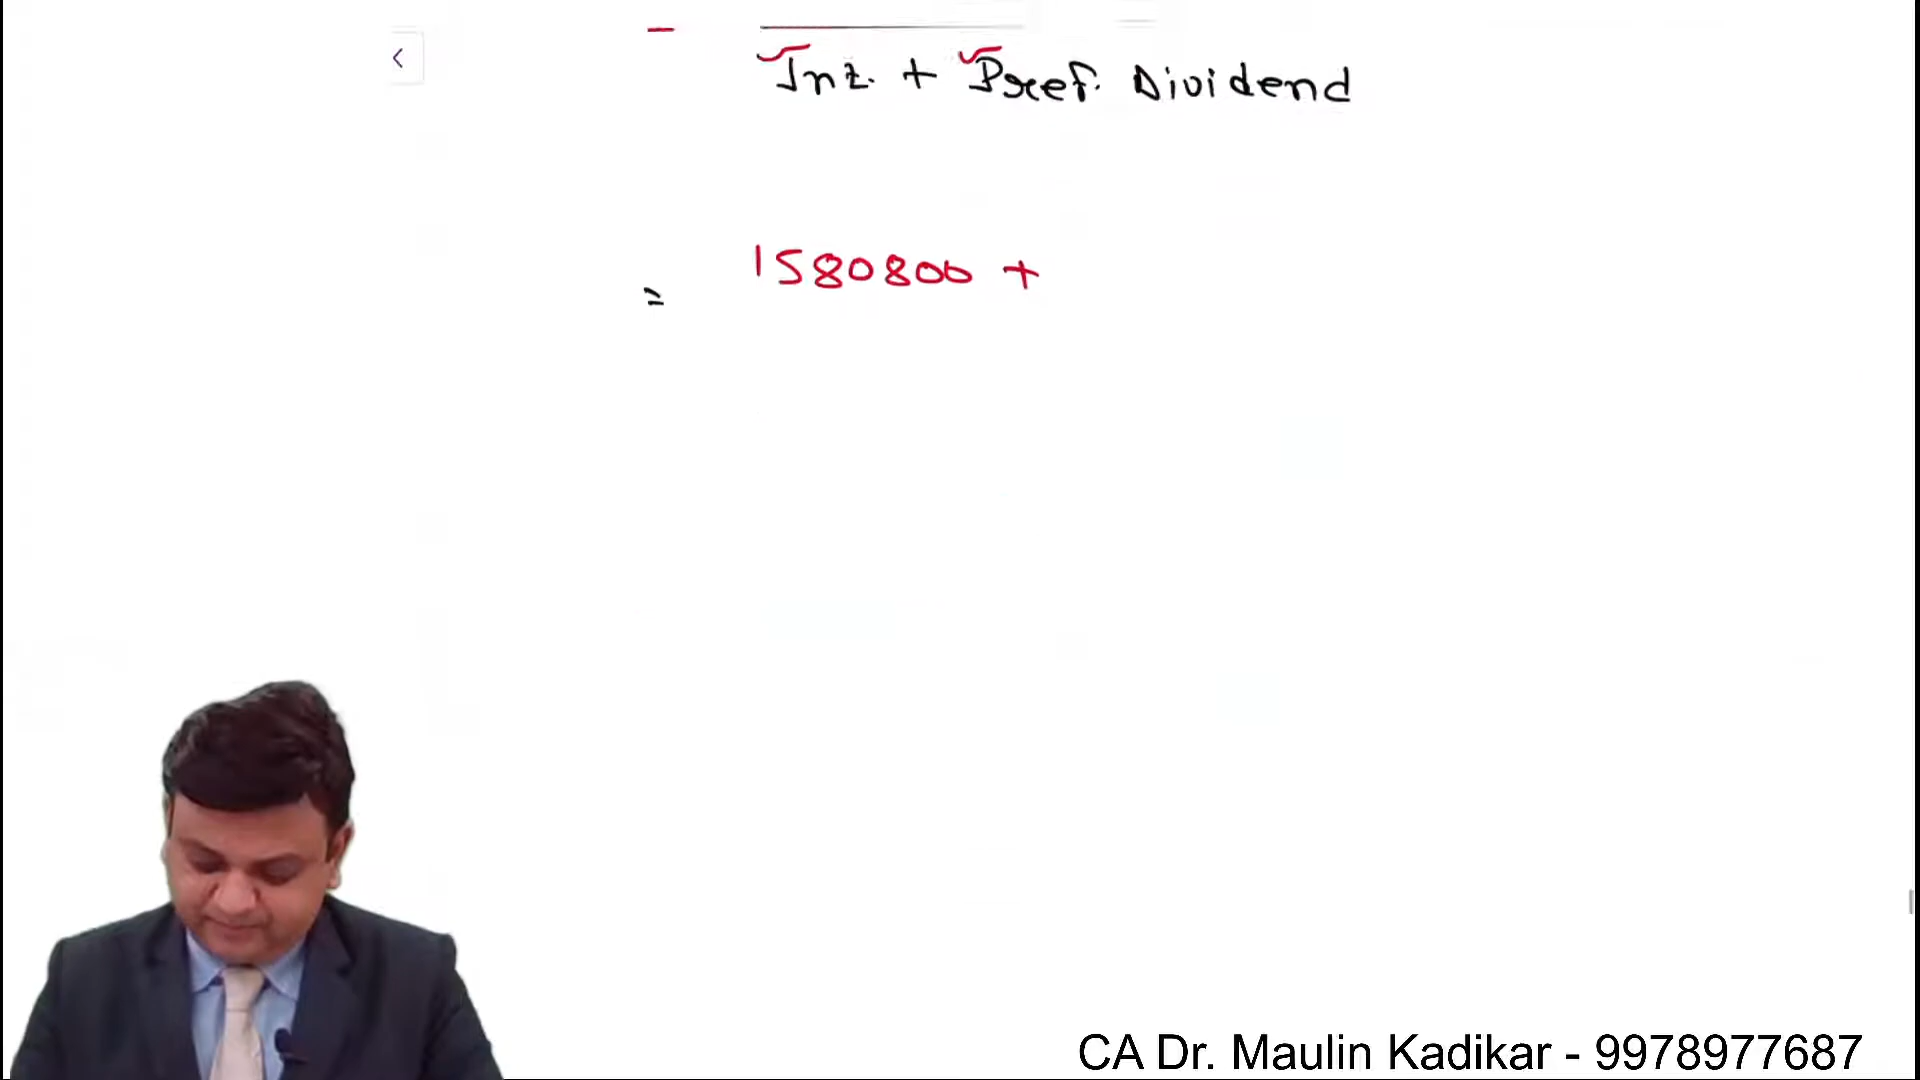 Int. + Pref. Dividend
= 1580800 +
CA Dr. Maulin Kadikar - 9978977687